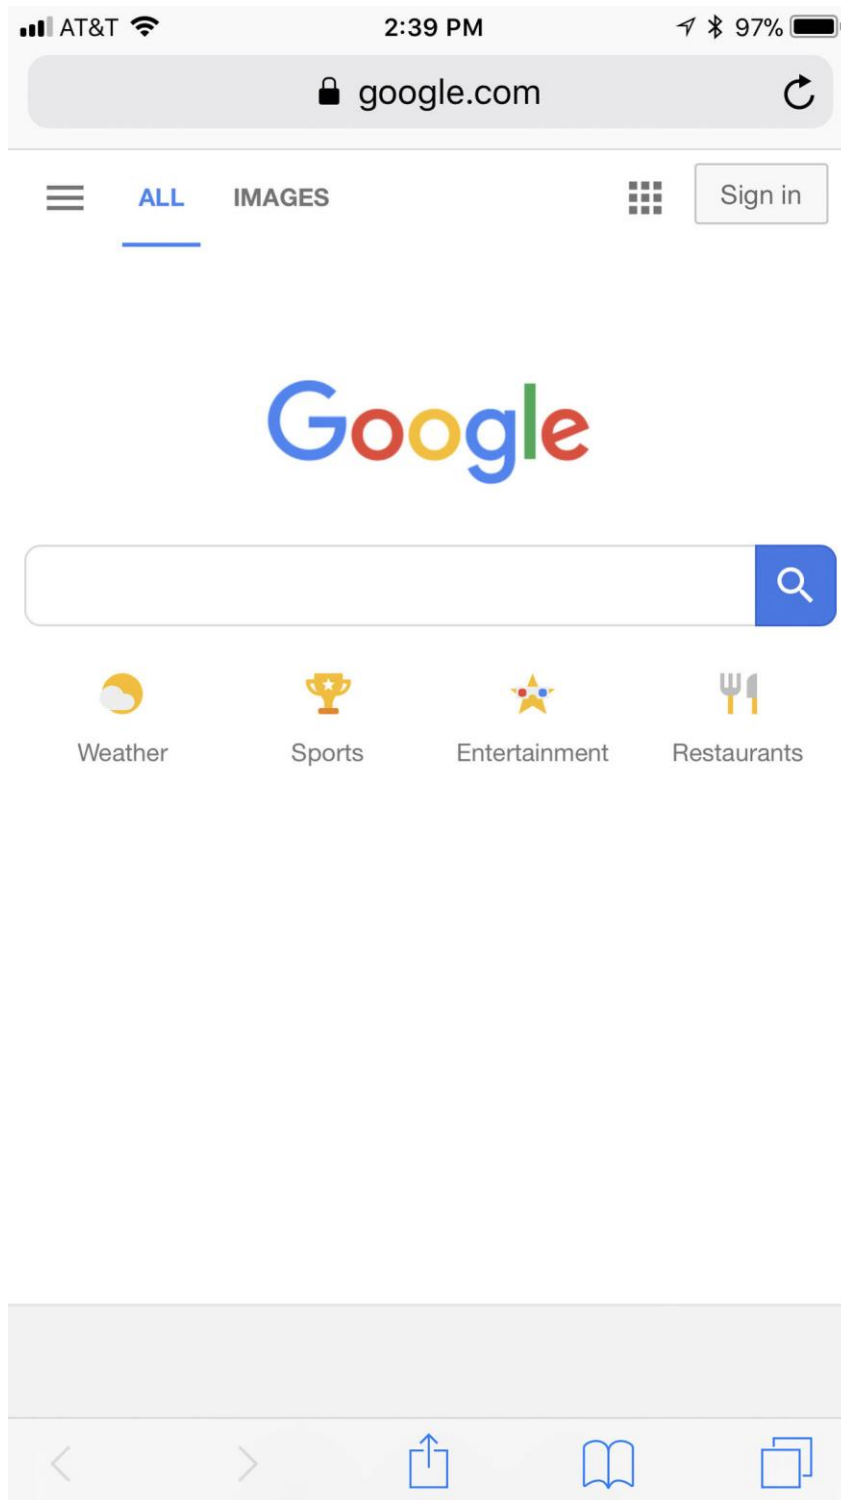 AT&T 2:39 PM 97%
google.com
ALL IMAGES Sign in
Google
Weather Sports Entertainment Restaurants